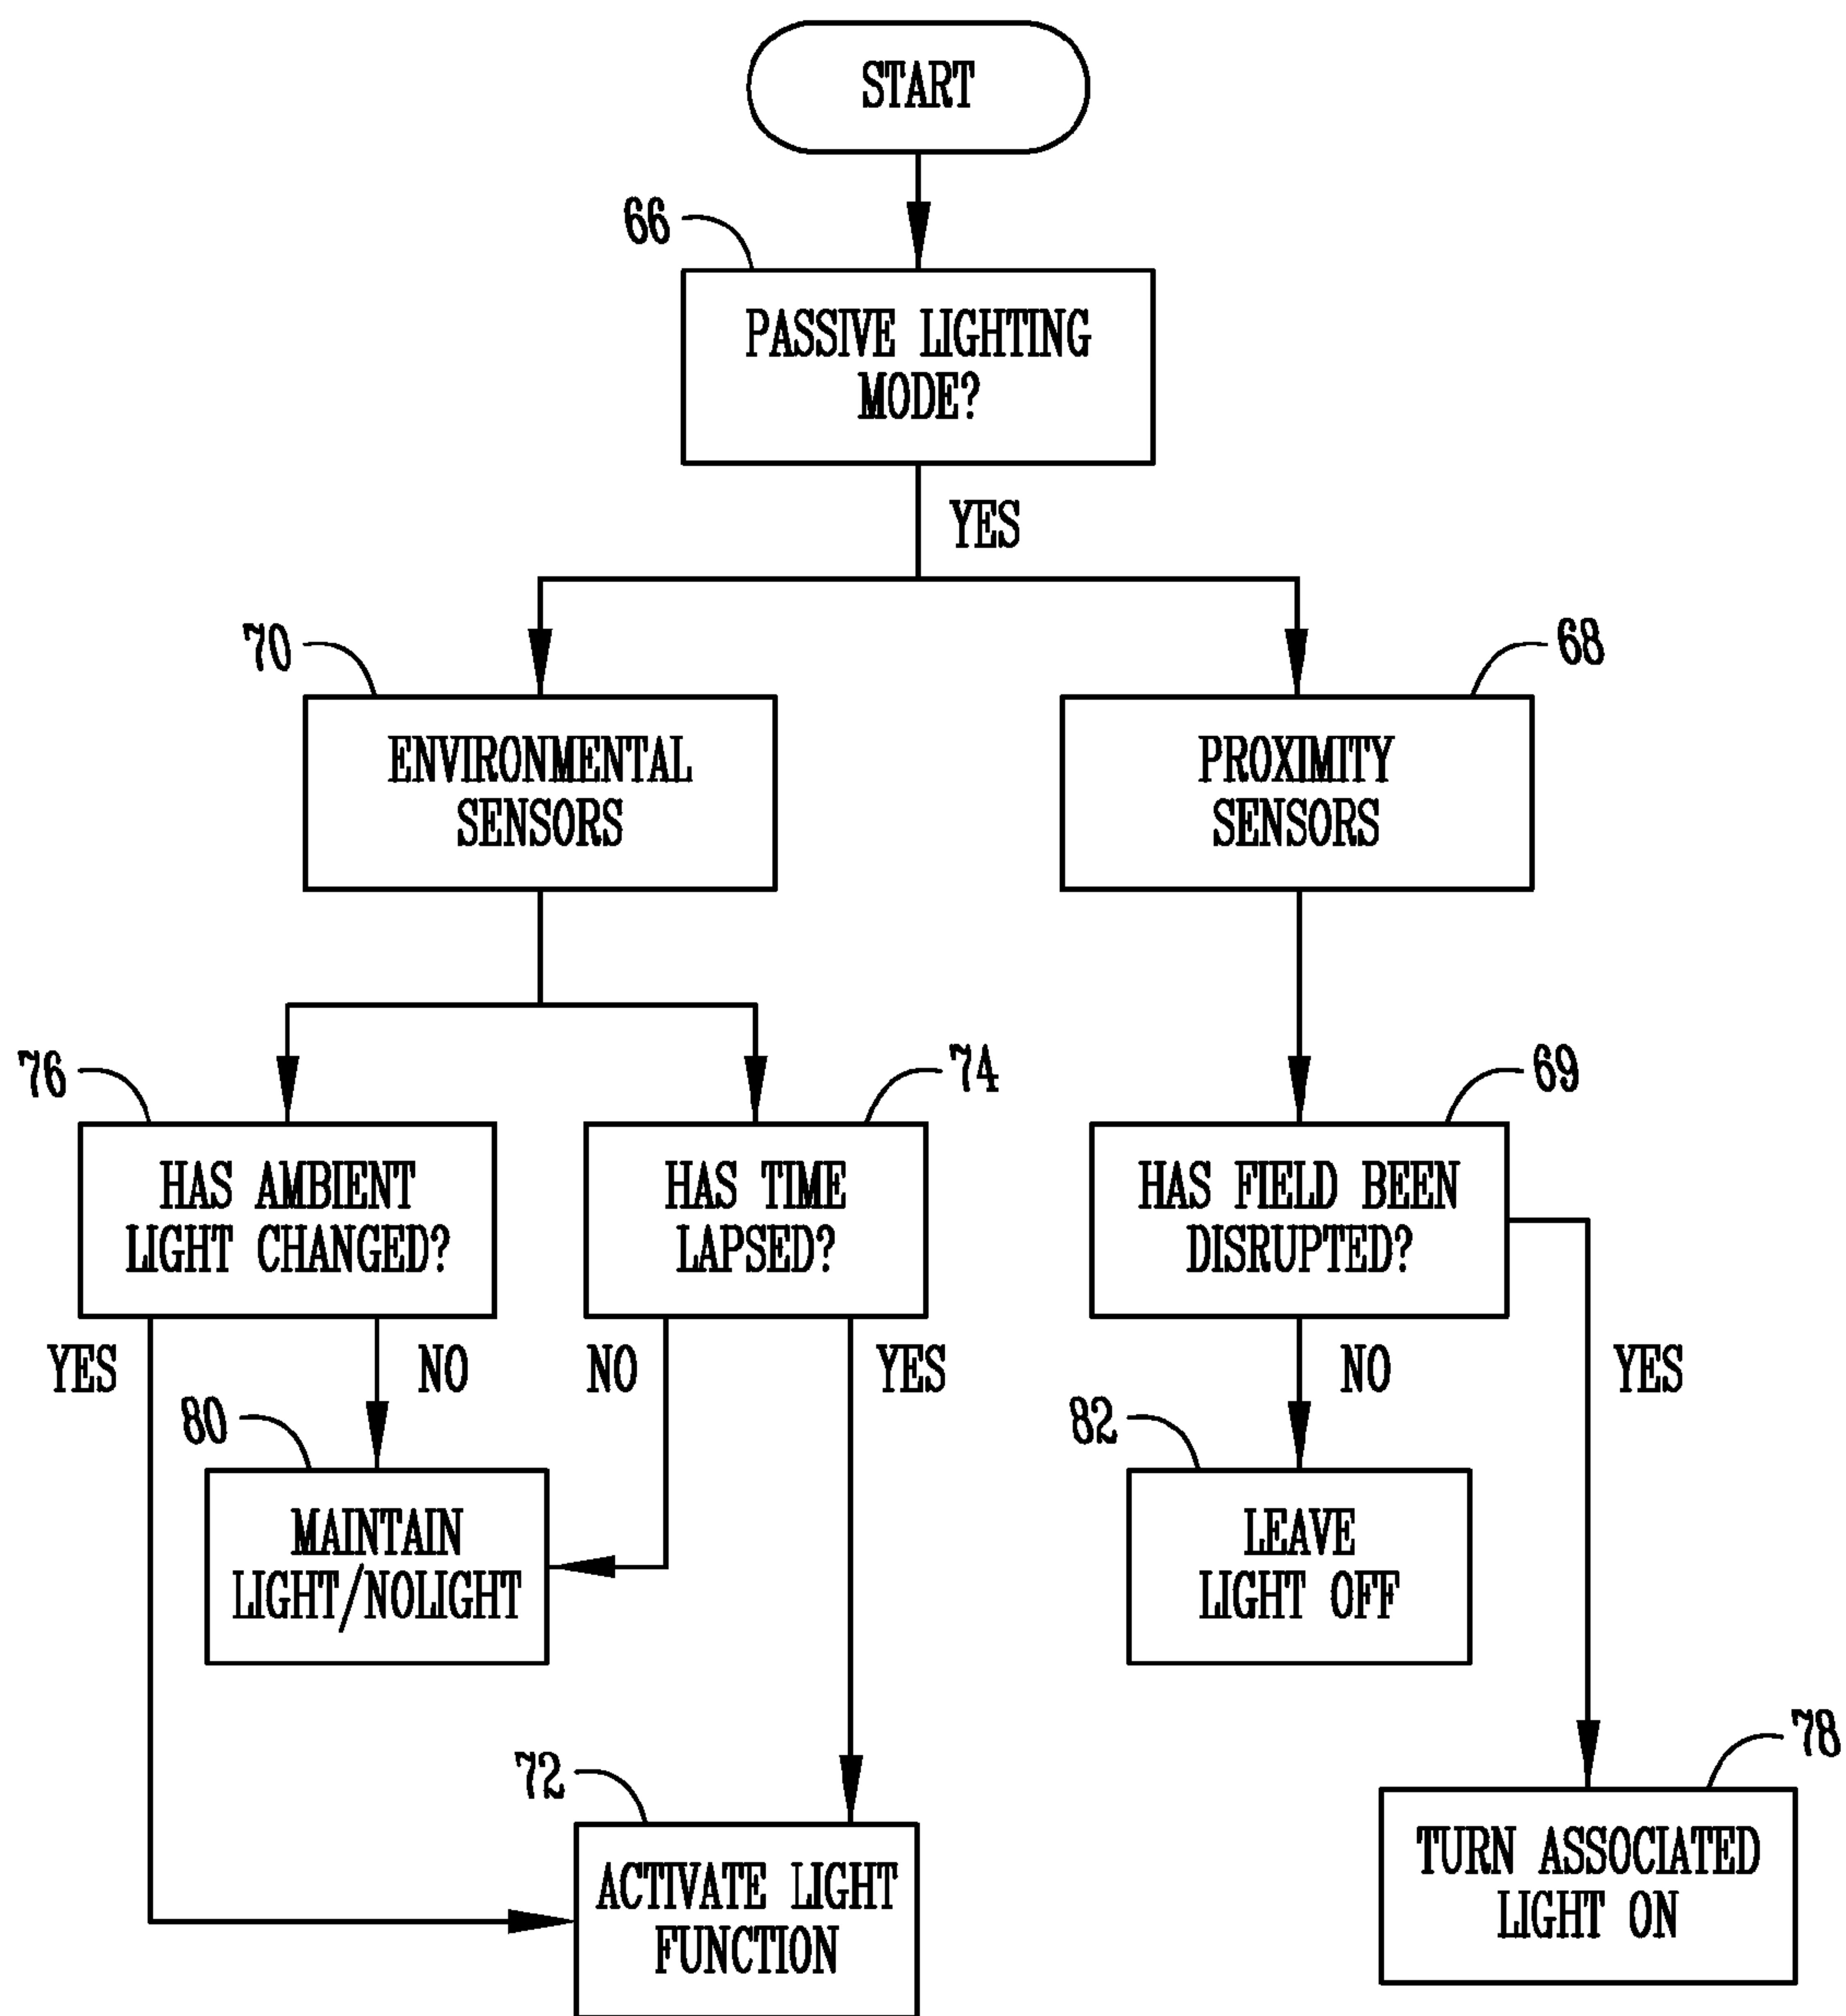 START
66
PASSIVE LIGHTING
MODE?
YES
70
68
ENVIRONMENTAL
SENSORS
PROXIMITY
SENSORS
76
74
69
HAS AMBIENT
LIGHT CHANGED?
HAS TIME
LAPSED?
HAS FIELD BEEN
DISRUPTED?
YES
NO
NO
YES
NO
YES
80
82
MAINTAIN
LIGHT/NOLIGHT
LEAVE
LIGHT OFF
72
78
ACTIVATE LIGHT
FUNCTION
TURN ASSOCIATED
LIGHT ON